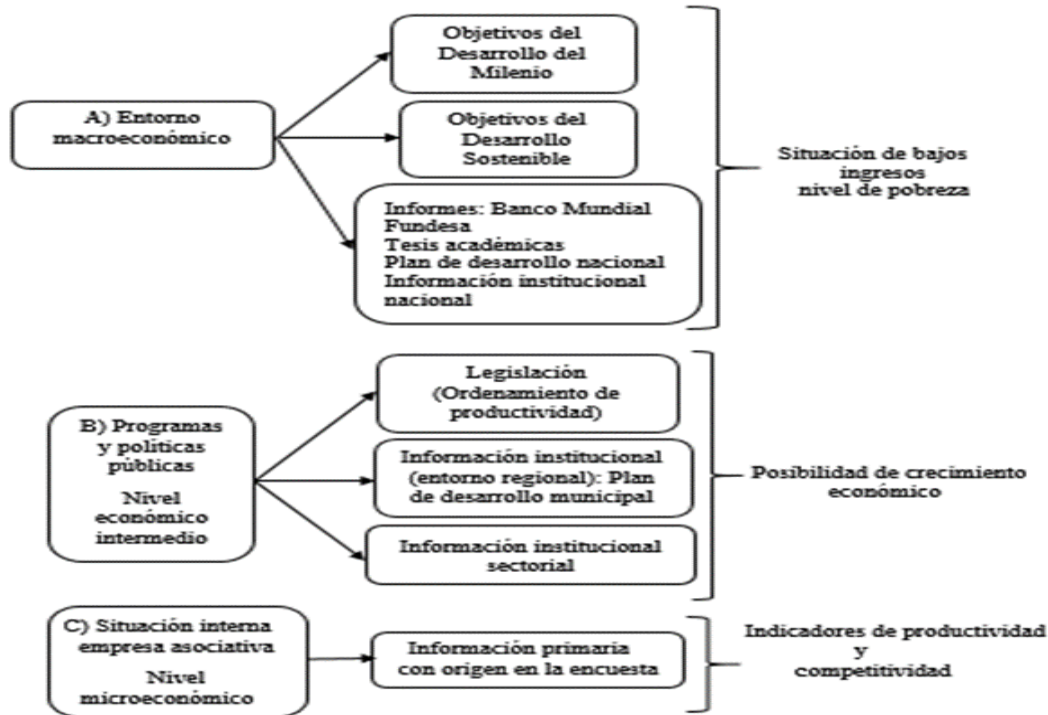 A) Entorno
macroeconómico
Objetivos del
Desarrollo del
Milenio
Objetivos del
Desarrollo
Sostenible
Informes: Banco Mundial
Fundesa
Tesis académicas
Plan de desarrollo nacional
Información institucional
nacional
Situación de bajos
ingresos
nivel de pobreza
B) Programas
y políticas
públicas
Nivel
económico
intermedio
Legislación
(Ordenamiento de
productividad)
Información institucional
(entorno regional): Plan
de desarrollo municipal
Información institucional
sectorial
Posibilidad de crecimiento
económico
C) Situación interna
empresa asociativa
Nivel
microeconómico
Información primaria
con origen en la encuesta
Indicadores de productividad
y
competitividad